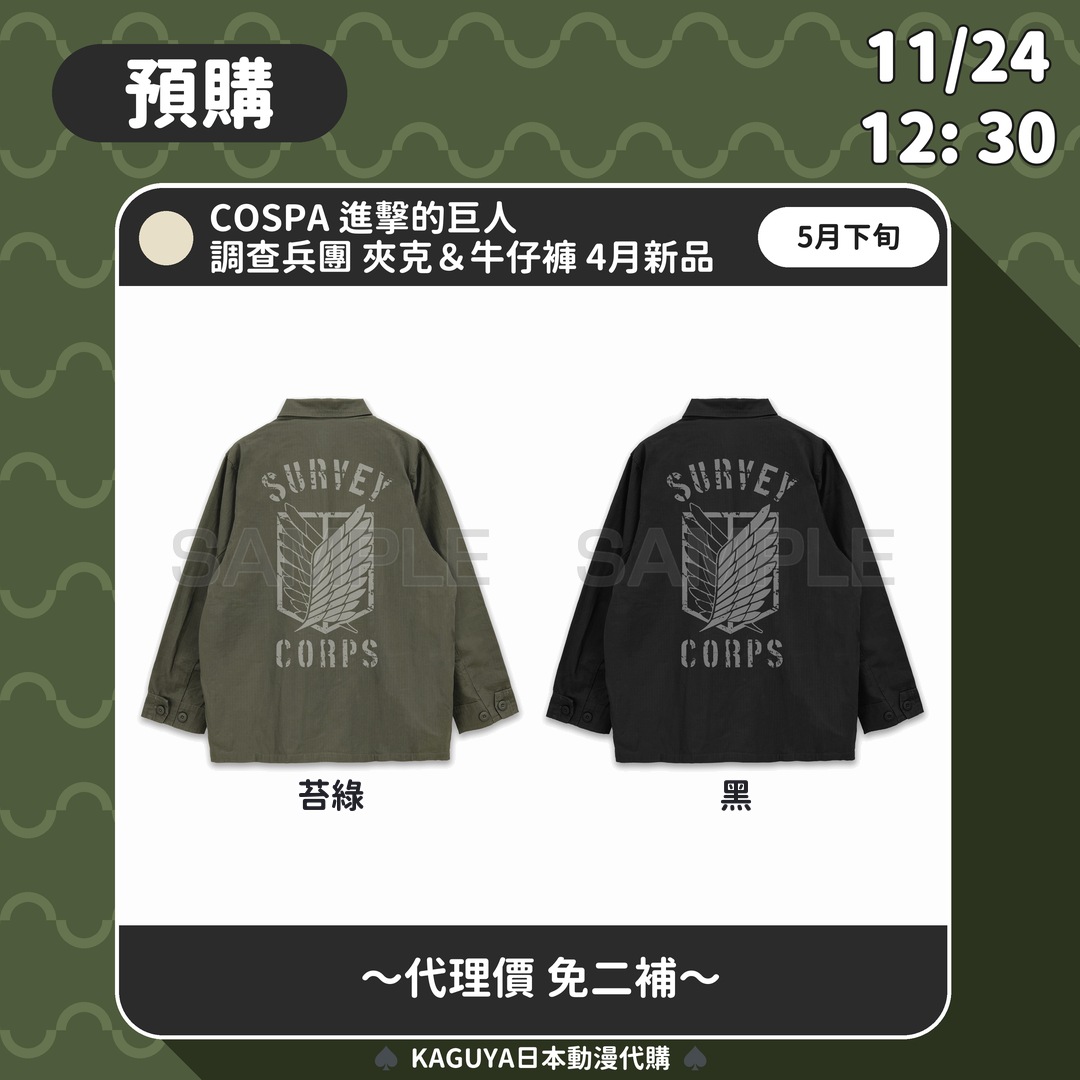 預購
11/24
12: 30
COSPA 進擊的巨人
調查兵團 夾克＆牛仔褲 4月新品
5月下旬
SURVEY
CORPS
SAMPLE
苔綠
SURVEY
CORPS
SAMPLE
黑
～代理價 免二補～
KAGUYA日本動漫代購